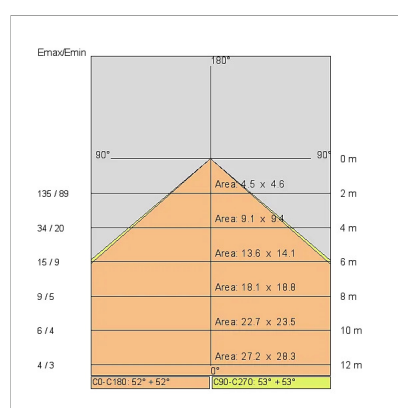 Emax/Emin
180°
90° 90° 0 m
Area: 4.5 x 4.6
135 / 89 2 m
Area: 9.1 x 9.4
34 / 20 4 m
Area: 13.6 x 14.1
15 / 9 6 m
Area: 18.1 x 18.8
9 / 5 8 m
Area: 22.7 x 23.5
6 / 4 10 m
Area: 27.2 x 28.3
4 / 3 12 m
0°
C0-C180: 52° + 52° C90-C270: 53° + 53°